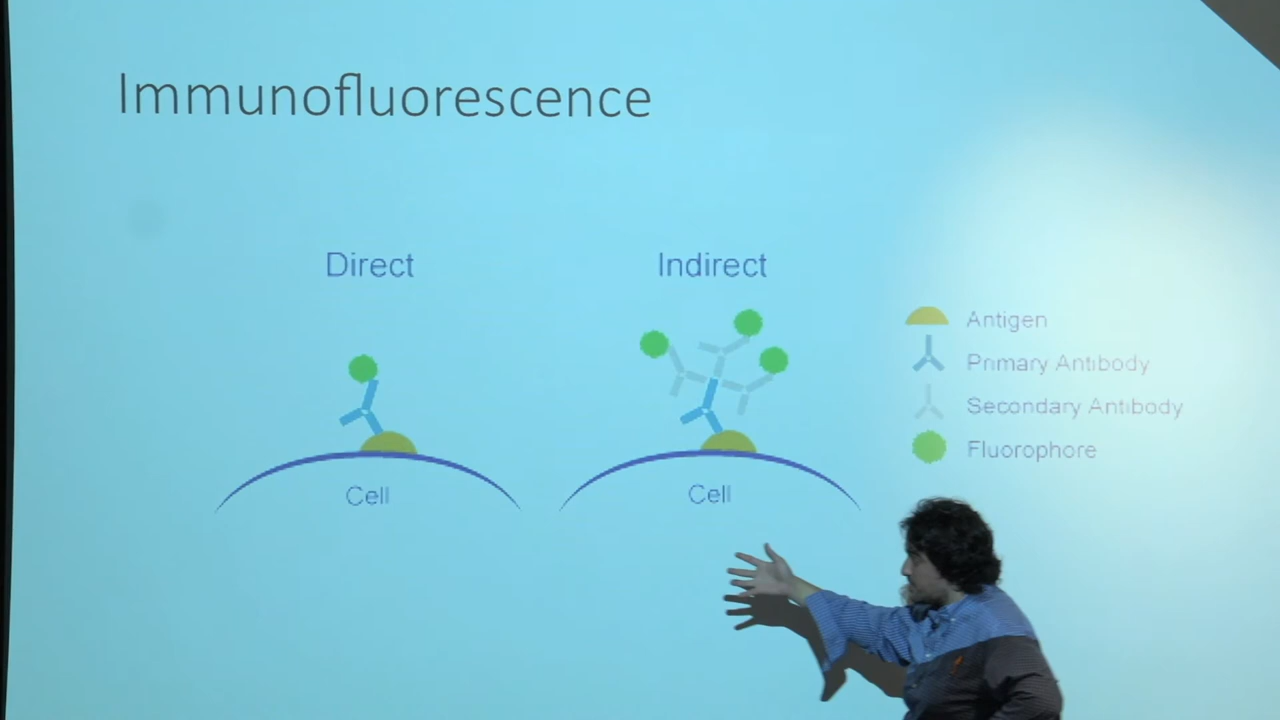 Immunofluorescence
Direct
Indirect
Antigen
Primary Antibody
Secondary Antibody
Fluorophore
Cell
Cell